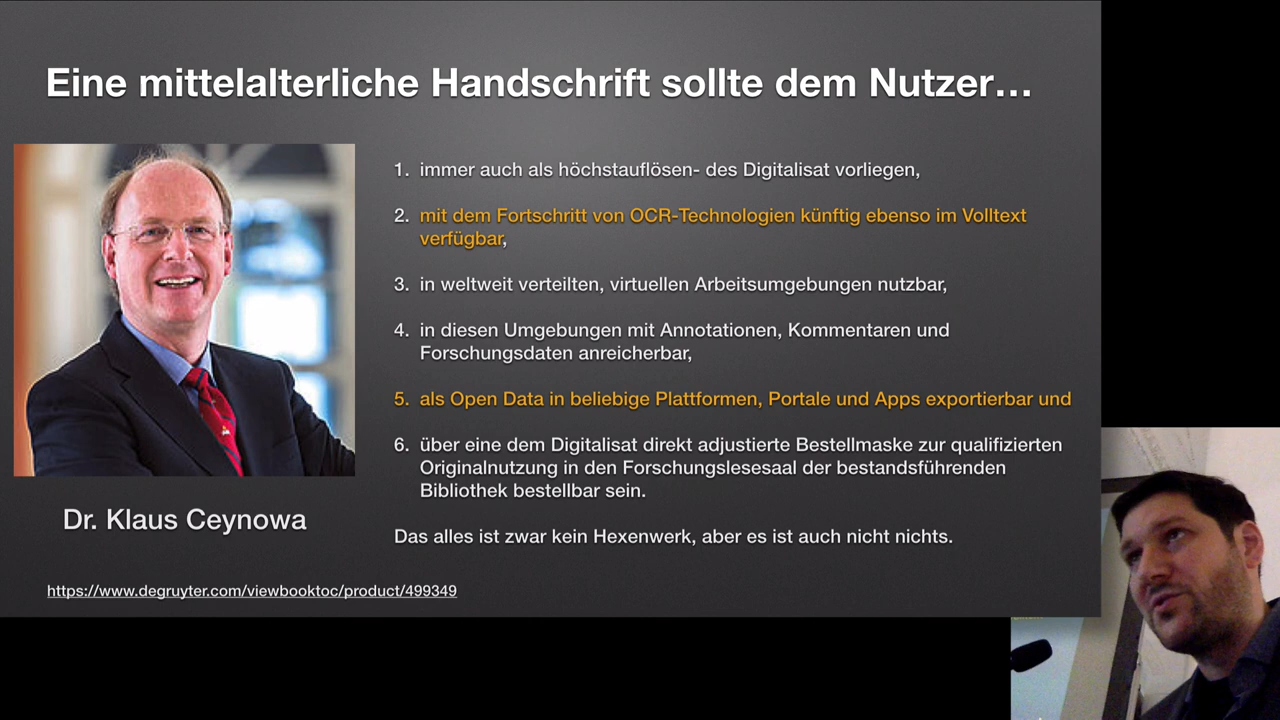 Eine mittelalterliche Handschrift sollte dem Nutzer…
1. immer auch als höchstauflösen- des Digitalisat vorliegen,
2. mit dem Fortschritt von OCR-Technologien künftig ebenso im Volltext
verfügbar,
3. in weltweit verteilten, virtuellen Arbeitsumgebungen nutzbar,
4. in diesen Umgebungen mit Annotationen, Kommentaren und
Forschungsdaten anreicherbar,
5. als Open Data in beliebige Plattformen, Portale und Apps exportierbar und
6. über eine dem Digitalisat direkt adjustierte Bestellmaske zur qualifizierten
Originalnutzung in den Forschungslesesaal der bestandsführenden
Bibliothek bestellbar sein.
Das alles ist zwar kein Hexenwerk, aber es ist auch nicht nichts.
Dr. Klaus Ceynowa
https://www.degruyter.com/viewbooktoc/product/499349